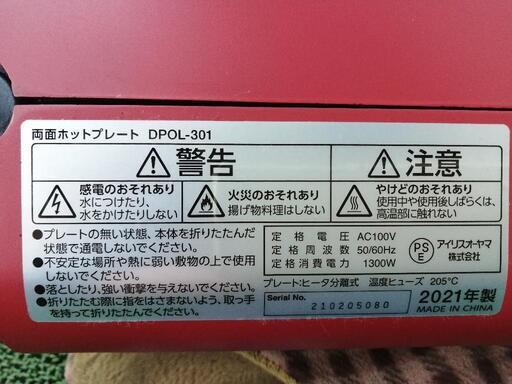 両面ホットプレート DPOL-301
警告
注意
感電のおそれあり
水につけたり、
水をかけたりしない
火災のおそれあり
揚げ物料理はしない
やけどのおそれあり
使用中や使用後しばらくは、
高温部に触れない
●プレートの無い状態、本体を折りたたんだ
状態で通電しないでください。
●不安定な場所や熱に弱い敷物の上で使用
しないでください。
●落としたり、強い衝撃を与えないでください。
●折りたたむ際に指をはさまないよう、取っ手
を持って折りたたんでください。
定格電圧 AC100V
定格周波数 50/60Hz
定格消費電力 1300W
PSE
アイリスオーヤマ
株式会社
プレート:ヒータ分離式 温度ヒューズ 205℃
Serial No. 210205080
2021年製
MADE IN CHINA